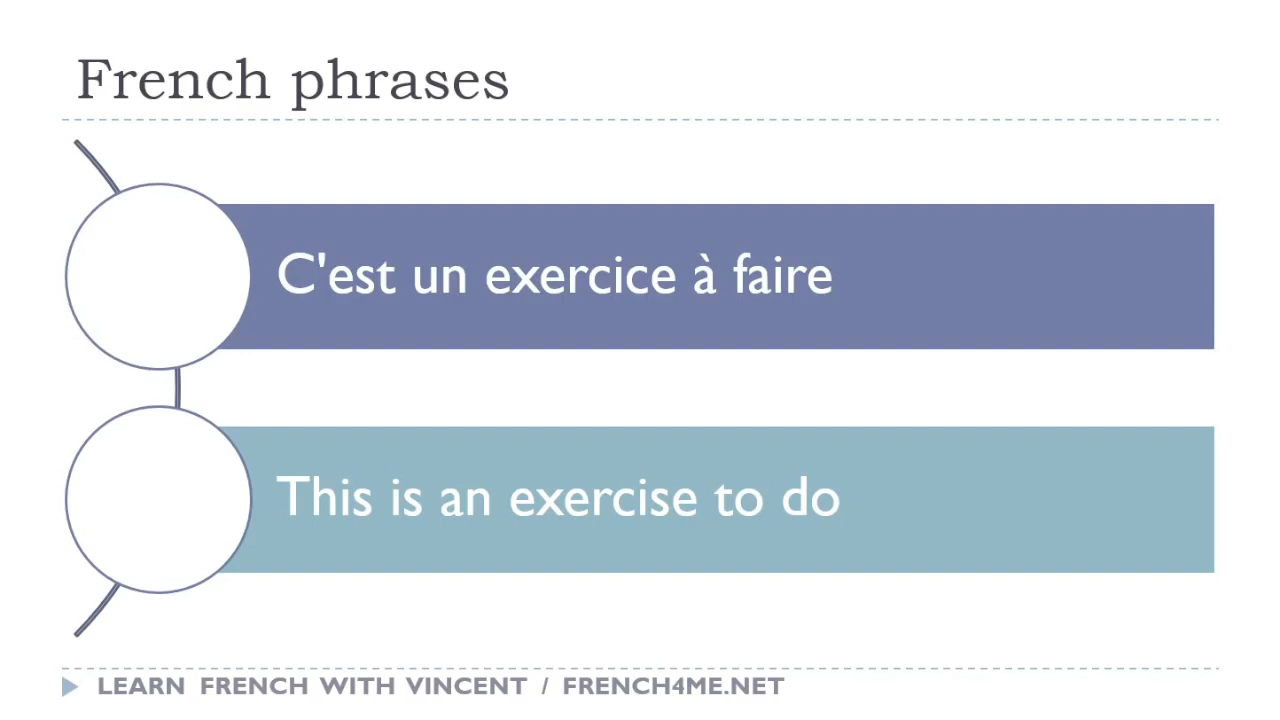 French phrases
C'est un exercice à faire
This is an exercise to do
LEARN FRENCH WITH VINCENT / FRENCH4ME.NET